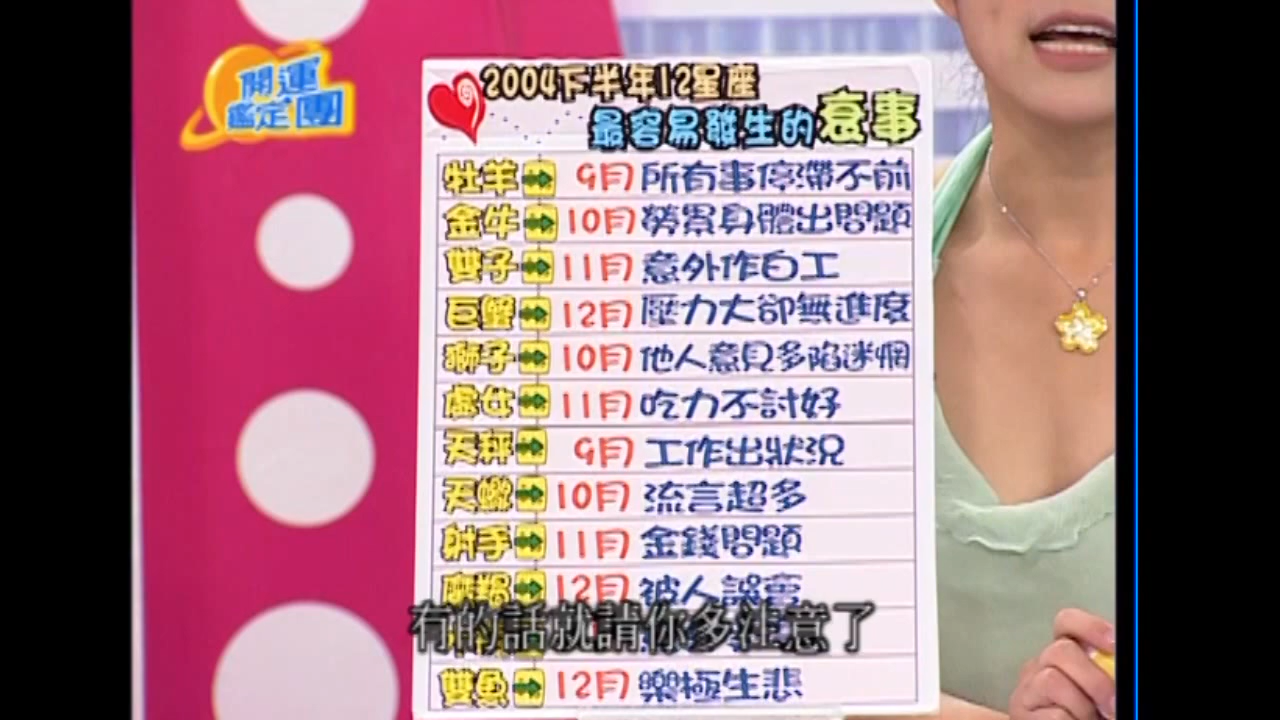 開運
鑑定團
2004下半年12星座
最容易發生的衰事
牡羊 9月 所有事停滯不前
金牛 10月 勞累身體出問題
雙子 11月 意外作白工
巨蟹 12月 壓力大卻無進度
獅子 10月 他人意見多陷迷惘
處女 11月 吃力不討好
天秤 9月 工作出狀況
天蠍 10月 流言超多
射手 11月 金錢問題
摩羯 12月 被人誤會
有的話就請你多注意了
雙魚 12月 樂極生悲